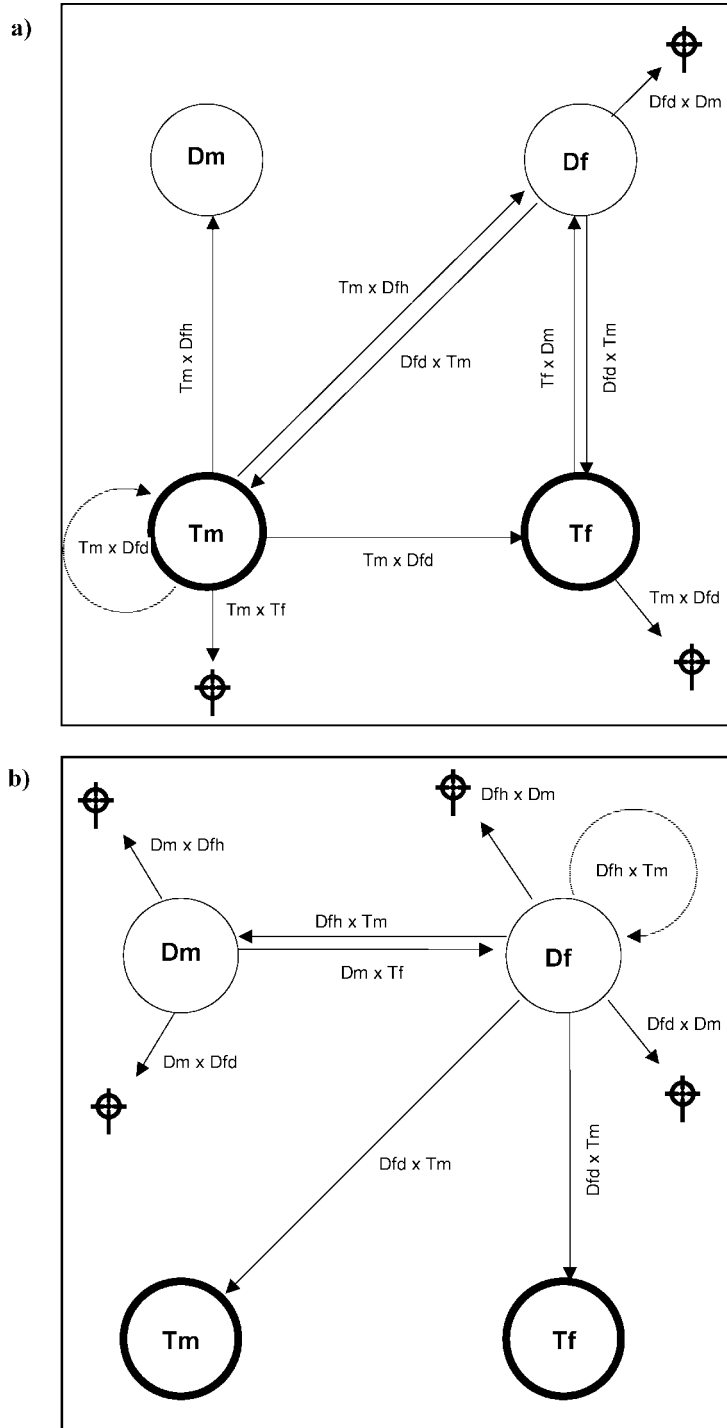 a)
Dfd x Dm
Dm
Df
Tm x Dfh
Dfd x Tm
Tm x Dfh
Tf x Dm
Dfd x Tm
Tm
Tf
Tm x Dfd
Tm x Dfd
Tm x Tf
Tm x Dfd
b)
Dfh x Dm
Dm x Dfh
Dfh x Tm
Dfh x Tm
Dm
Df
Dm x Tf
Dfd x Dm
Dm x Dfd
Dfd x Tm
Dfd x Tm
Tm
Tf